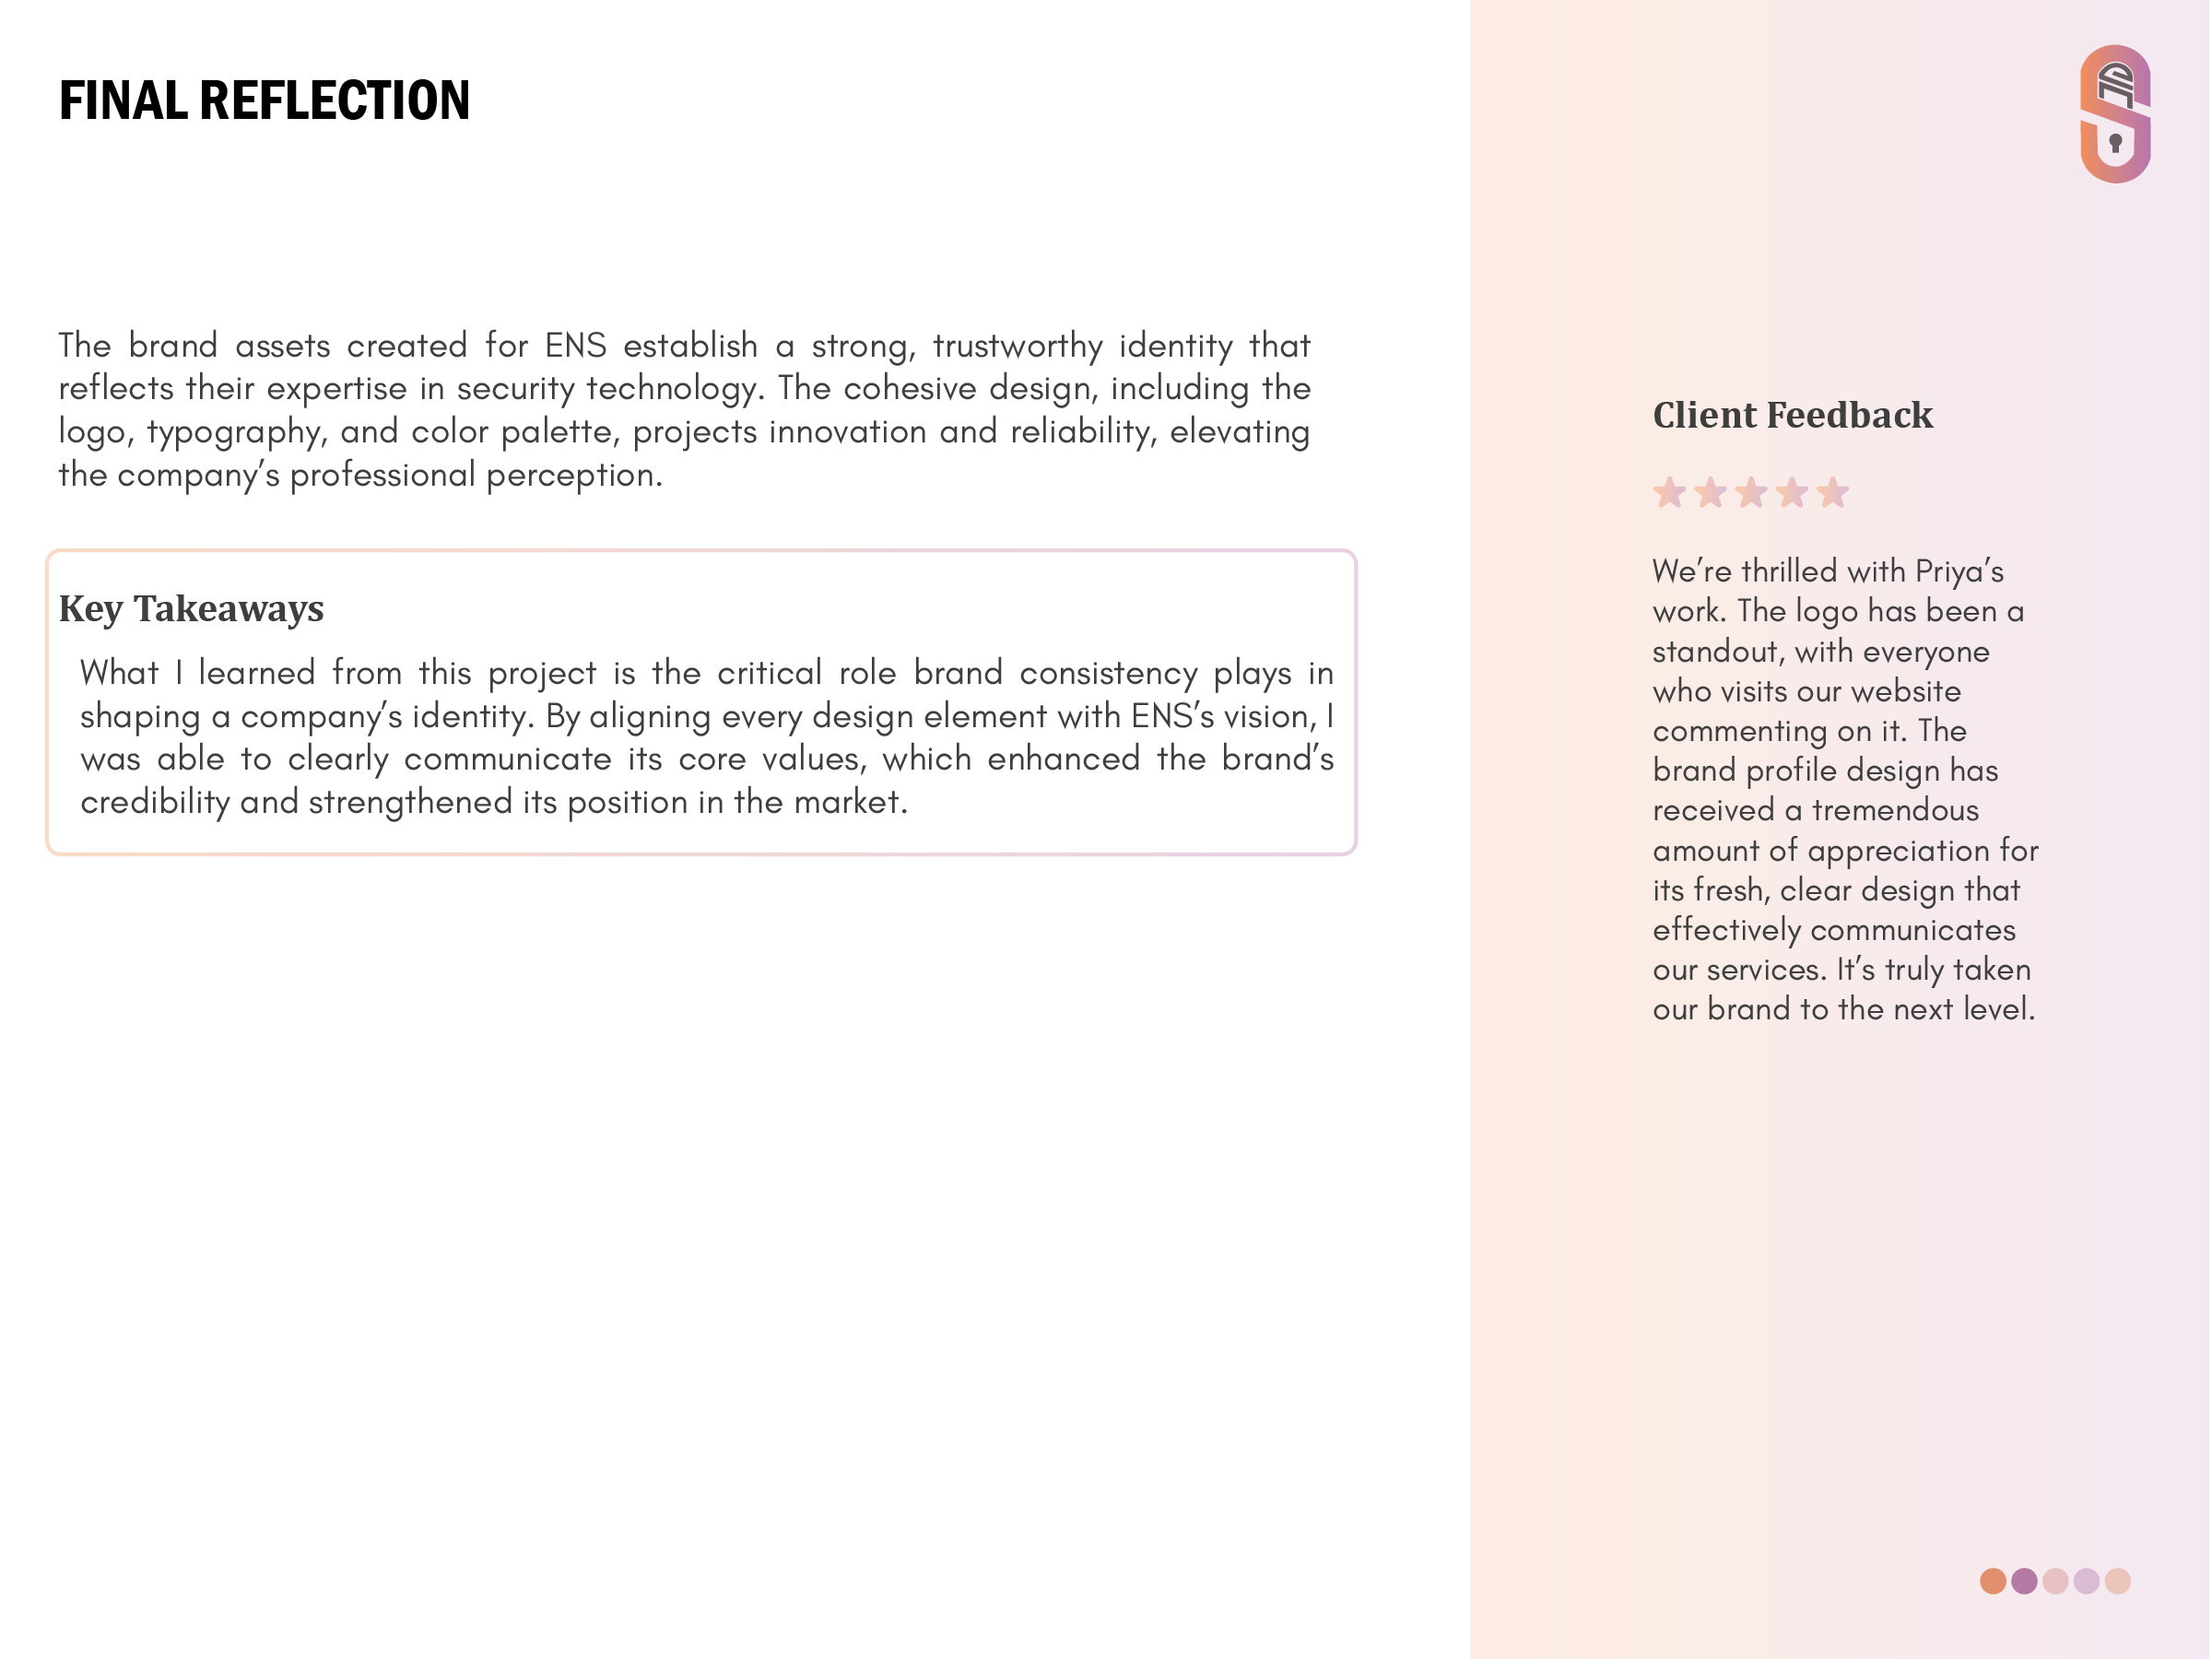 FINAL REFLECTION
The brand assets created for ENS establish a strong, trustworthy identity that
reflects their expertise in security technology. The cohesive design, including the
logo, typography, and color palette, projects innovation and reliability, elevating
the company’s professional perception.
Key Takeaways
What I learned from this project is the critical role brand consistency plays in
shaping a company’s identity. By aligning every design element with ENS’s vision, I
was able to clearly communicate its core values, which enhanced the brand’s
credibility and strengthened its position in the market.
Client Feedback
We’re thrilled with Priya’s
work. The logo has been a
standout, with everyone
who visits our website
commenting on it. The
brand profile design has
received a tremendous
amount of appreciation for
its fresh, clear design that
effectively communicates
our services. It’s truly taken
our brand to the next level.